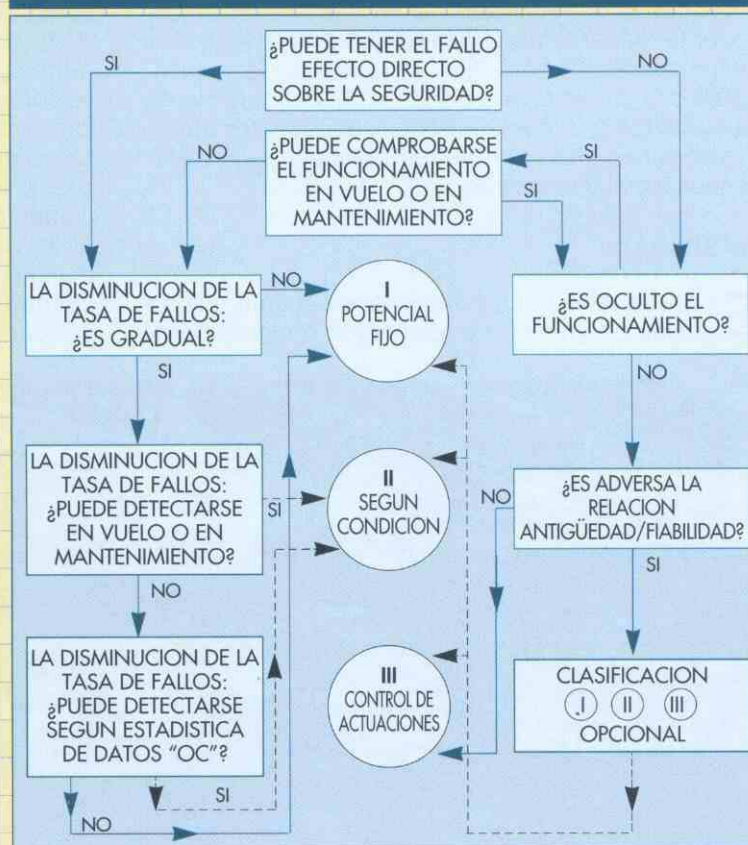 ¿PUEDE TENER EL FALLO
EFECTO DIRECTO
SOBRE LA SEGURIDAD?
SI
NO
¿PUEDE COMPROBARSE
EL FUNCIONAMIENTO
EN VUELO O EN
MANTENIMIENTO?
NO
SI
SI
LA DISMINUCION DE LA
TASA DE FALLOS:
¿ES GRADUAL?
NO
I
POTENCIAL
FIJO
¿ES OCULTO EL
FUNCIONAMIENTO?
SI
NO
LA DISMINUCION DE LA
TASA DE FALLOS:
¿PUEDE DETECTARSE
EN VUELO O EN
MANTENIMIENTO?
SI
II
SEGUN
CONDICION
NO
¿ES ADVERSA LA
RELACION
ANTIGÜEDAD/FIABILIDAD?
NO
SI
LA DISMINUCION DE LA
TASA DE FALLOS:
¿PUEDE DETECTARSE
SEGUN ESTADISTICA
DE DATOS "OC"?
III
CONTROL DE
ACTUACIONES
CLASIFICACION
I II III
OPCIONAL
SI
NO